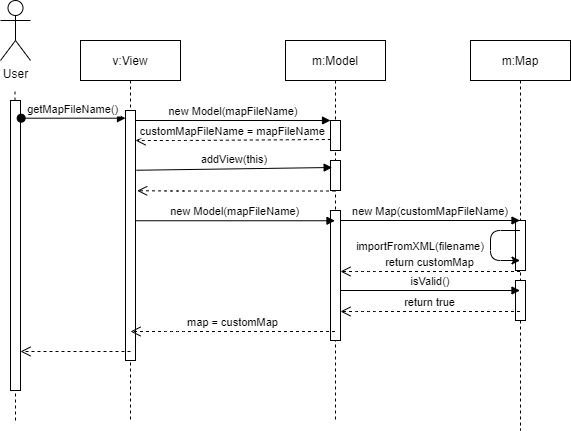 v:View
m:Model
m:Map
User
getMapFileName()
new Model(mapFileName)
customMapFileName = mapFileName
addView(this)
new Model(mapFileName)
new Map(customMapFileName)
importFromXML(filename)
return customMap
isValid()
return true
map = customMap